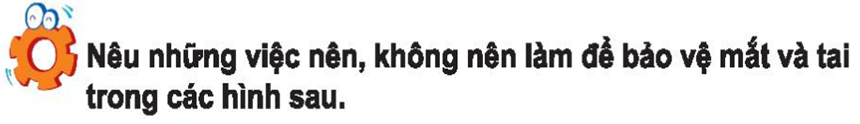 Nêu những việc nên, không nên làm để bảo vệ mắt và tai
trong các hình sau.